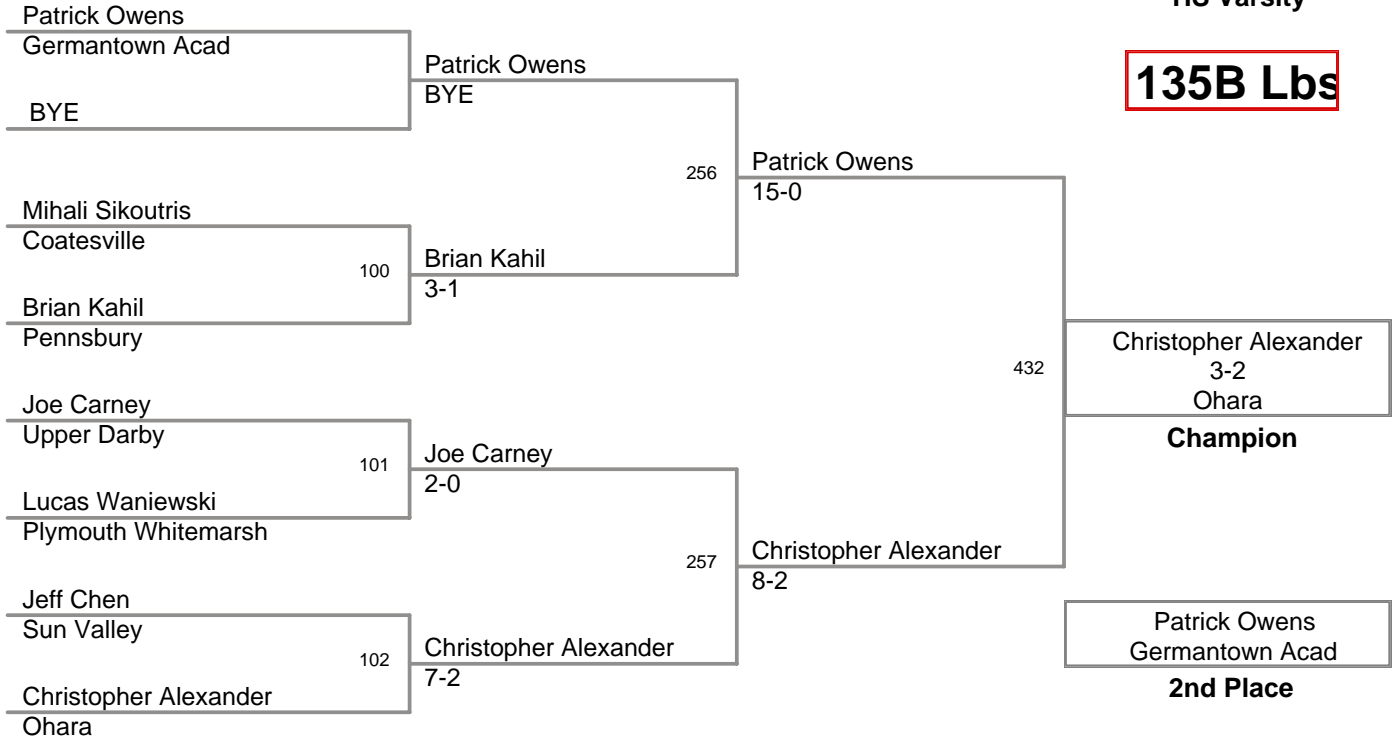 HS Varsity
135B Lbs
Patrick Owens
Germantown Acad
BYE
Mihali Sikoutris
Coatesville
100
Brian Kahil
Pennsbury
Joe Carney
Upper Darby
101
Lucas Waniewski
Plymouth Whitemarsh
Jeff Chen
Sun Valley
102
Christopher Alexander
Ohara
Patrick Owens
BYE
256
Brian Kahil
3-1
Joe Carney
2-0
257
Christopher Alexander
7-2
Patrick Owens
15-0
432
Christopher Alexander
8-2
Christopher Alexander
3-2
Ohara
Champion
Patrick Owens
Germantown Acad
2nd Place